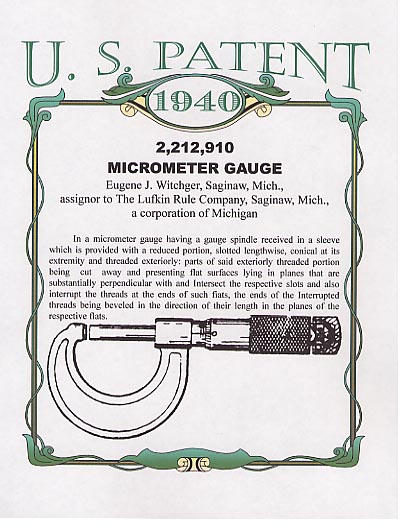 U. S. PATENT
1940
2,212,910
MICROMETER GAUGE
Eugene J. Witchger, Saginaw, Mich.,
assignor to The Lufkin Rule Company, Saginaw, Mich.,
a corporation of Michigan
In a micrometer gauge having a gauge spindle received in a sleeve
which is provided with a reduced portion, slotted lengthwise, conical at its
extremity and threaded exteriorly: parts of said exteriorly threaded portion
being cut away and presenting flat surfaces lying in planes that are
substantially perpendicular with and Intersect the respective slots and also
interrupt the threads at the ends of such fiats, the ends of the Interrupted
threads being beveled in the direction of their length in the planes of the
respective flats.